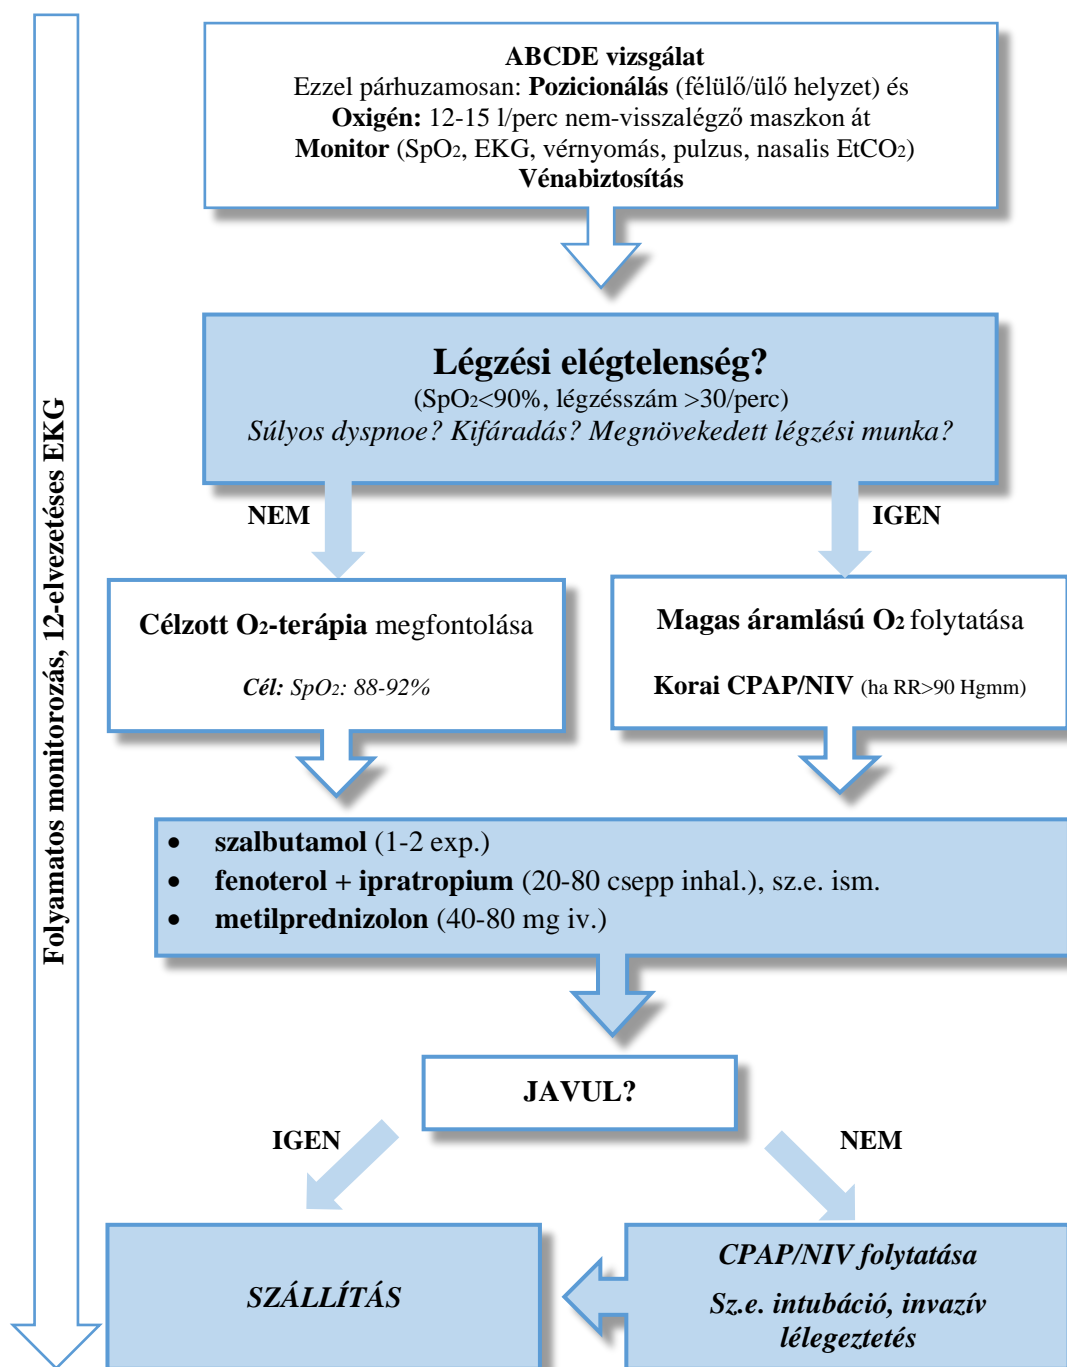 ABCDE vizsgálat
Ezzel párhuzamosan: Pozicionálás (félülő/ülő helyzet) és
Oxigén: 12-15 l/perc nem-visszalégző maszkon át
Monitor (SpO₂, EKG, vérnyomás, pulzus, nasalis EtCO₂)
Vénabiztosítás
Folyamatos monitorozás, 12-elvezetéses EKG
Légzési elégtelenség?
(SpO₂<90%, légzésszám >30/perc)
Súlyos dyspnoe? Kifáradás? Megnövekedett légzési munka?
NEM
IGEN
Célzott O₂-terápia megfontolása
Cél: SpO₂: 88-92%
Magas áramlású O₂ folytatása
Korai CPAP/NIV (ha RR>90 Hgmm)
• szalbutamol (1-2 exp.)
• fenoterol + ipratropium (20-80 csepp inhal.), sz.e. ism.
• metilprednizolon (40-80 mg iv.)
JAVUL?
IGEN
NEM
SZÁLLÍTÁS
CPAP/NIV folytatása
Sz.e. intubáció, invazív
lélegeztetés